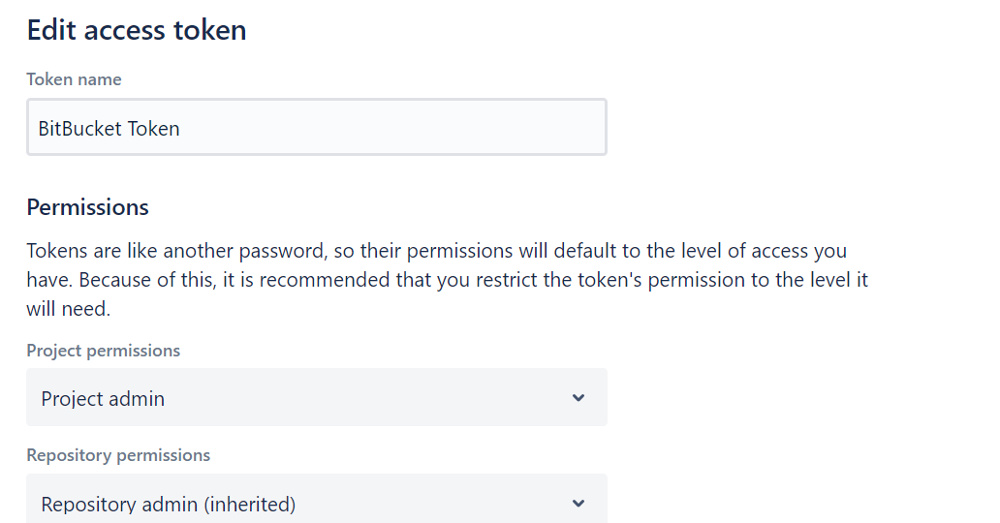 Edit access token
Token name
BitBucket Token
Permissions
Tokens are like another password, so their permissions will default to the level of access you
have. Because of this, it is recommended that you restrict the token's permission to the level it
will need.
Project permissions
Project admin
Repository permissions
Repository admin (inherited)